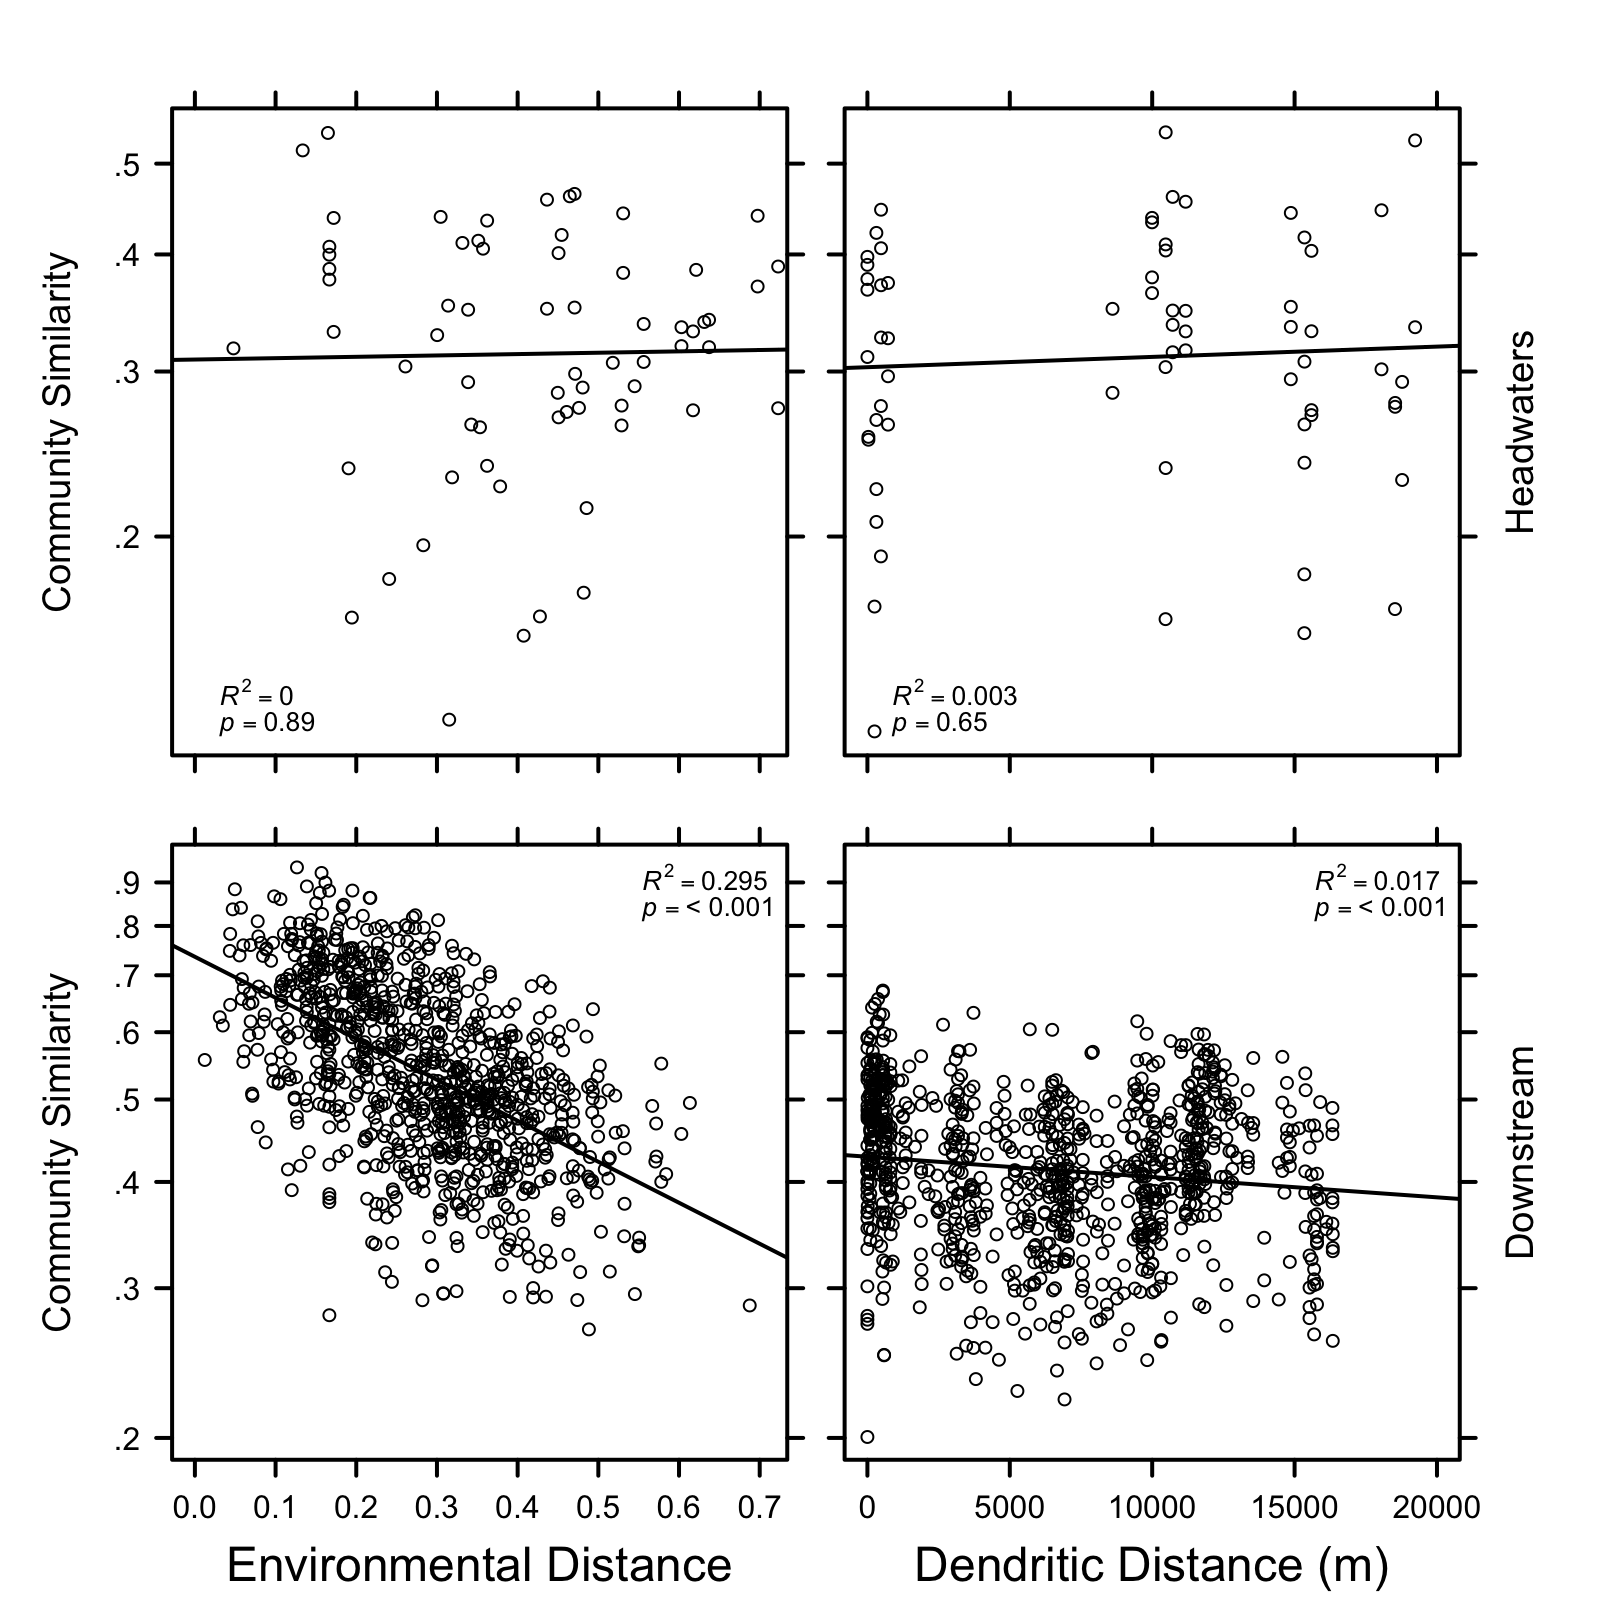 Community Similarity
.5
.4
.3
.2
R² = 0
p = 0.89
R² = 0.003
p = 0.65
Headwaters
Community Similarity
.9
.8
.7
.6
.5
.4
.3
.2
R² = 0.295
p = < 0.001
R² = 0.017
p = < 0.001
Downstream
0.0 0.1 0.2 0.3 0.4 0.5 0.6 0.7
0 5000 10000 15000 20000
Environmental Distance
Dendritic Distance (m)